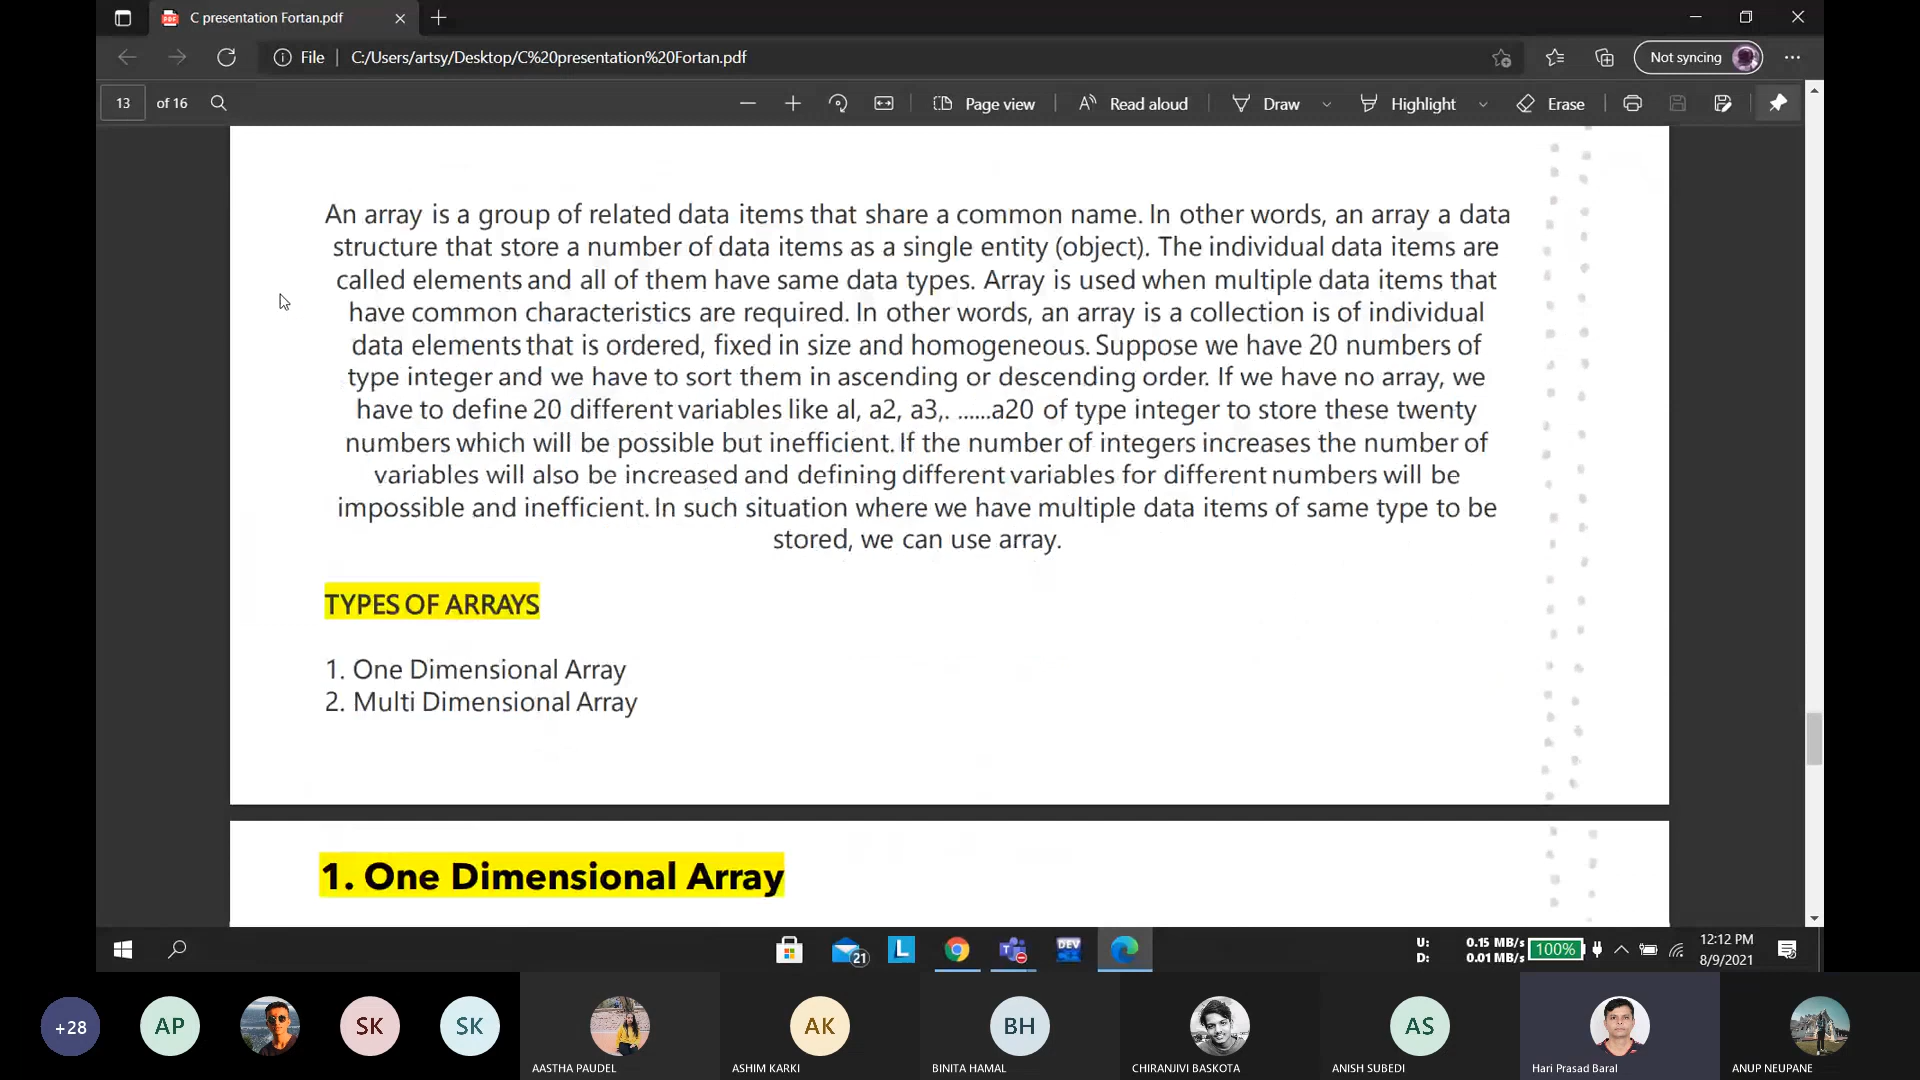 C presentation Fortan.pdf
File
C:/Users/artsy/Desktop/C%20presentation%20Fortan.pdf
Not syncing
13 of 16
Page view
Read aloud
Draw
Highlight
Erase
An array is a group of related data items that share a common name. In other words, an array a data
structure that store a number of data items as a single entity (object). The individual data items are
called elements and all of them have same data types. Array is used when multiple data items that
have common characteristics are required. In other words, an array is a collection is of individual
data elements that is ordered, fixed in size and homogeneous. Suppose we have 20 numbers of
type integer and we have to sort them in ascending or descending order. If we have no array, we
have to define 20 different variables like al, a2, a3,. ......a20 of type integer to store these twenty
numbers which will be possible but inefficient. If the number of integers increases the number of
variables will also be increased and defining different variables for different numbers will be
impossible and inefficient. In such situation where we have multiple data items of same type to be
stored, we can use array.
TYPES OF ARRAYS
1. One Dimensional Array
2. Multi Dimensional Array
1. One Dimensional Array
21
L
DEV
U: 0.15 MB/s
D: 0.01 MB/s
100%
12:12 PM
8/9/2021
+28
AP
SK
SK
AK
BH
AS
AASTHA PAUDEL
ASHIM KARKI
BINITA HAMAL
CHIRANJIVI BASKOTA
ANISH SUBEDI
Hari Prasad Baral
ANUP NEUPANE